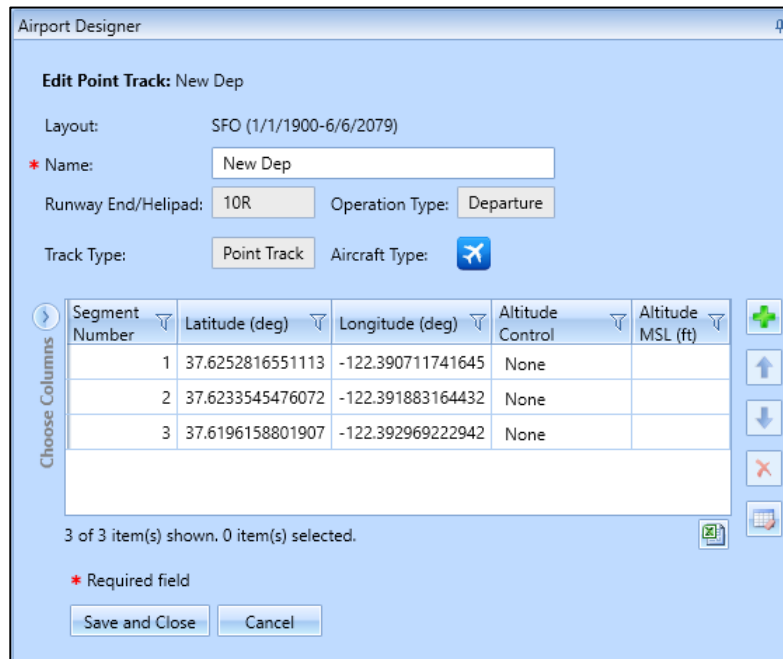 Airport Designer
Edit Point Track: New Dep
Layout: SFO (1/1/1900-6/6/2079)
* Name: New Dep
Runway End/Helipad: 10R Operation Type: Departure
Track Type: Point Track Aircraft Type:
Choose Columns
Segment Number Latitude (deg) Longitude (deg) Altitude Control Altitude MSL (ft)
1 37.6252816551113 -122.390711741645 None
2 37.6233545476072 -122.391883164432 None
3 37.6196158801907 -122.392969222942 None
3 of 3 item(s) shown. 0 item(s) selected.
* Required field
Save and Close Cancel